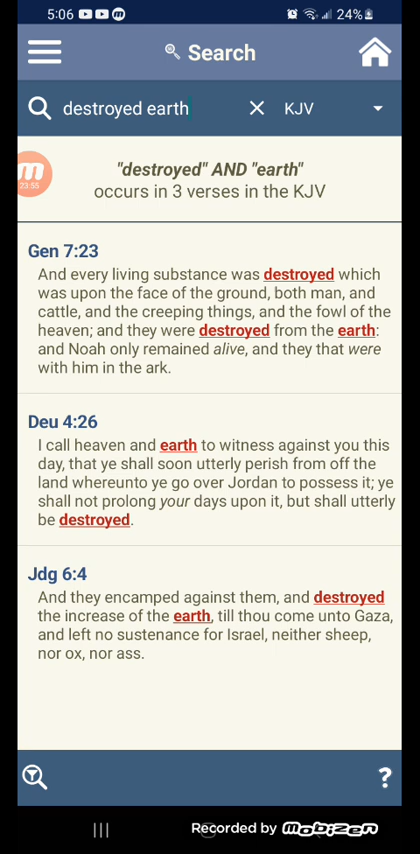 5:06
24%
Search
destroyed earth
KJV
"destroyed" AND "earth"
occurs in 3 verses in the KJV
23:55
Gen 7:23
And every living substance was destroyed which
was upon the face of the ground, both man, and
cattle, and the creeping things, and the fowl of the
heaven; and they were destroyed from the earth:
and Noah only remained alive, and they that were
with him in the ark.
Deu 4:26
I call heaven and earth to witness against you this
day, that ye shall soon utterly perish from off the
land whereunto ye go over Jordan to possess it; ye
shall not prolong your days upon it, but shall utterly
be destroyed.
Jdg 6:4
And they encamped against them, and destroyed
the increase of the earth, till thou come unto Gaza,
and left no sustenance for Israel, neither sheep,
nor ox, nor ass.
?
Recorded by Mobizen